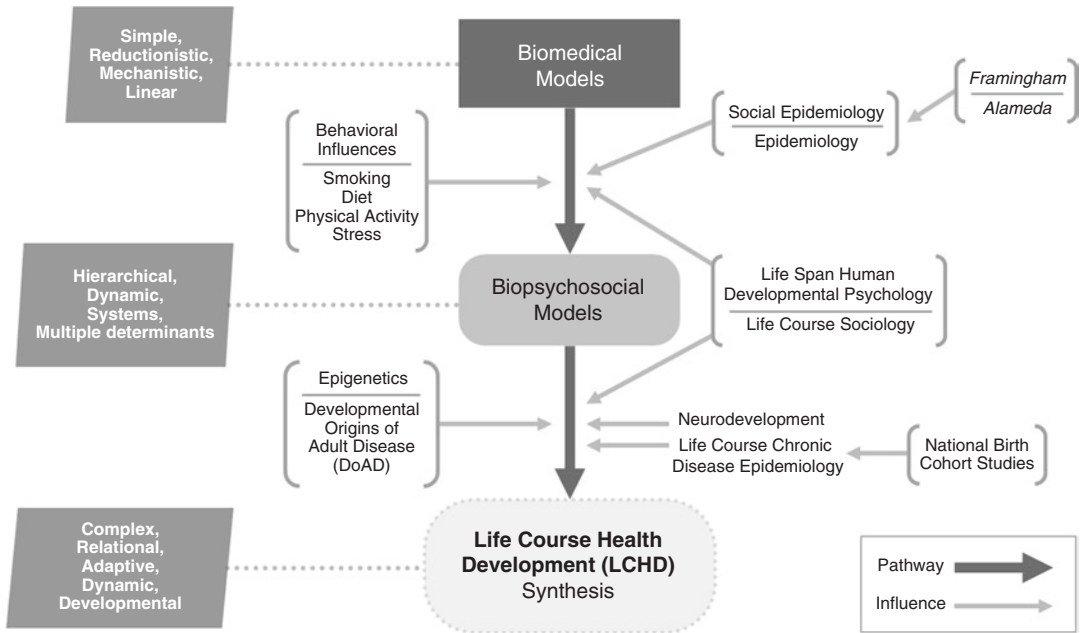 Simple,
Reductionistic,
Mechanistic,
Linear
Biomedical
Models
Behavioral
Influences
Smoking
Diet
Physical Activity
Stress
Social Epidemiology
Epidemiology
Framingham
Alameda
Hierarchical,
Dynamic,
Systems,
Multiple determinants
Biopsychosocial
Models
Life Span Human
Developmental Psychology
Life Course Sociology
Epigenetics
Developmental
Origins of
Adult Disease
(DoAD)
Neurodevelopment
Life Course Chronic
Disease Epidemiology
National Birth
Cohort Studies
Complex,
Relational,
Adaptive,
Dynamic,
Developmental
Life Course Health
Development (LCHD)
Synthesis
Pathway
Influence